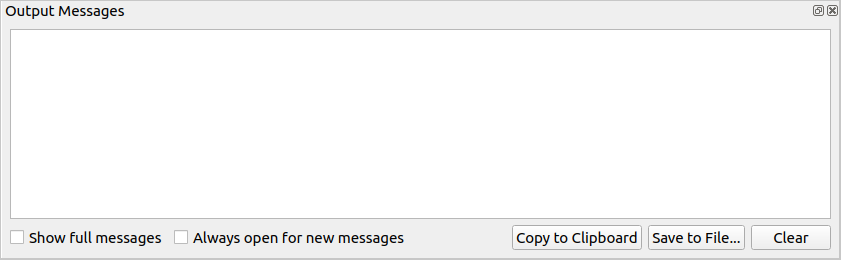 Output Messages
Show full messages
Always open for new messages
Copy to Clipboard
Save to File...
Clear